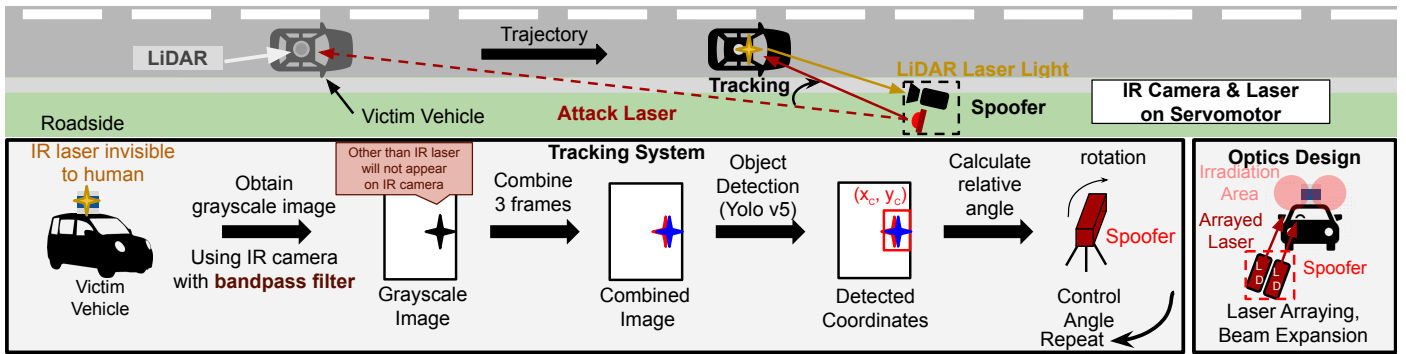 LiDAR
Trajectory
LiDAR Laser Light
Tracking
Victim Vehicle
Attack Laser
Spoofer
IR Camera & Laser
on Servomotor
Roadside
Tracking System
IR laser invisible
to human
Victim
Vehicle
Obtain
grayscale image
Using IR camera
with bandpass filter
Other than IR laser
will not appear
on IR camera
Grayscale
Image
Combine
3 frames
Combined
Image
Object
Detection
(Yolo v5)
(xc, yc)
Detected
Coordinates
Calculate
relative
angle
rotation
Spoofer
Control
Angle
Repeat
Optics Design
Irradiation
Area
Arrayed
Laser
Spoofer
LD
LD
Laser Arraying,
Beam Expansion